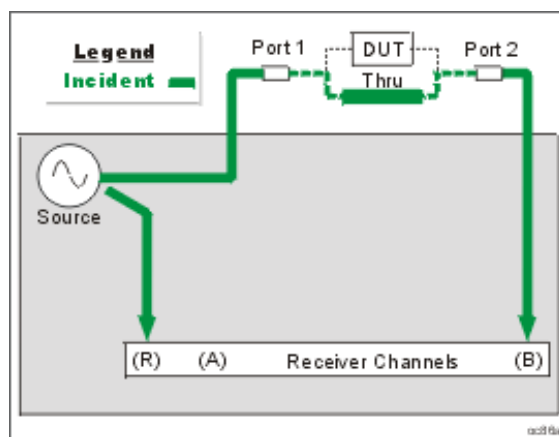 Legend
Incident
Port 1
DUT
Port 2
Thru
Source
(R)
(A)
Receiver Channels
(B)